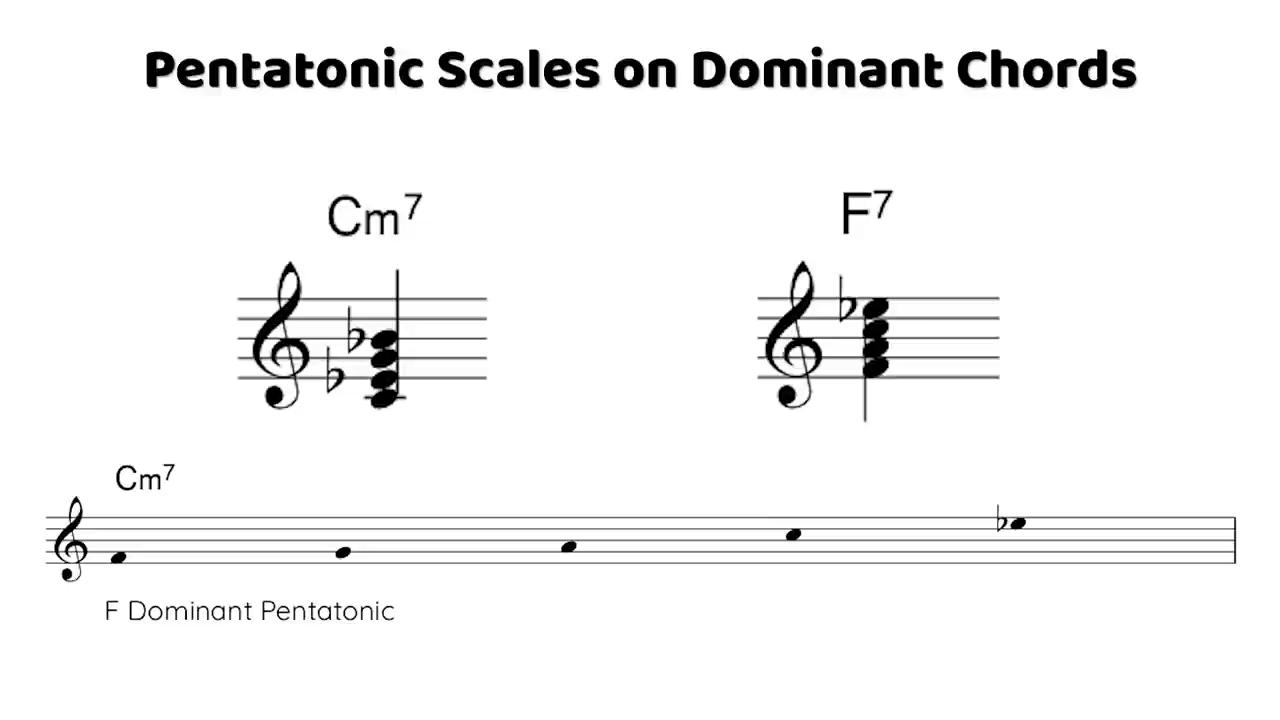 Pentatonic Scales on Dominant Chords
Cm7
F7
Cm7
F Dominant Pentatonic